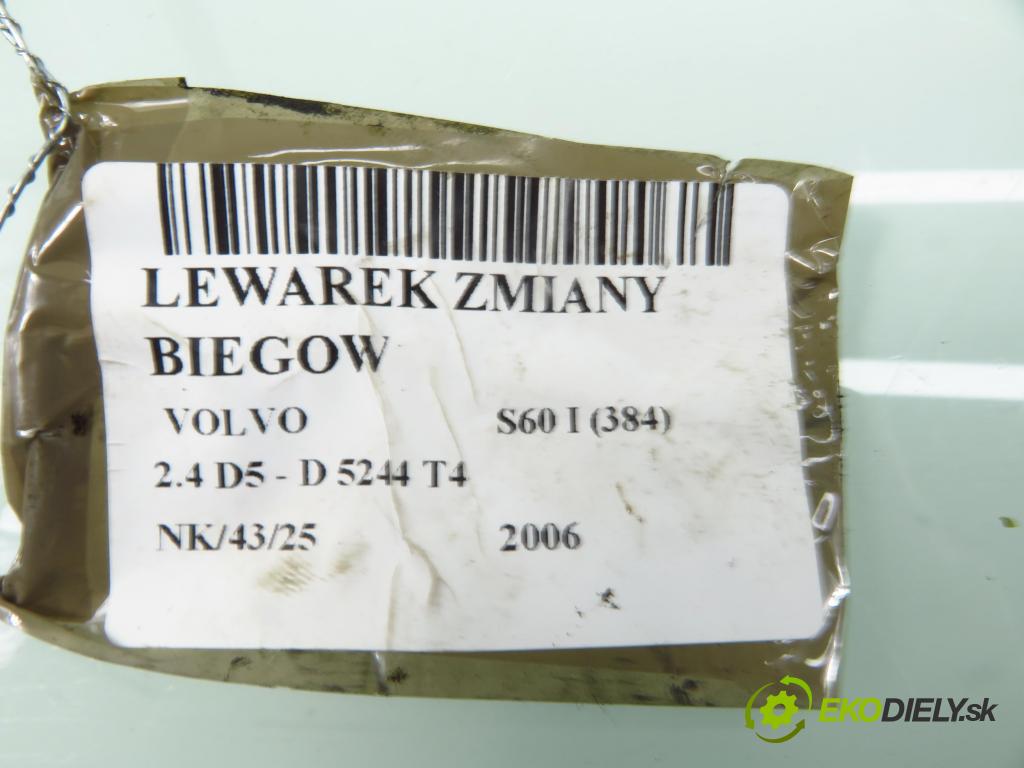 LEWAREK ZMIANY
BIEGOW
VOLVO S60 I (384)
2.4 D5 - D 5244 T4
NK/43/25 2006
EKODIELY.sk